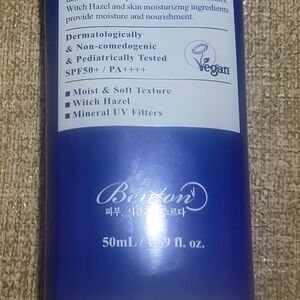 Witch Hazel and skin moisturizing ingredients
provide moisture and nourishment.
Dermatologically
& Non-comedogenic
& Pediatrically Tested
SPF50+ / PA++++
Vegan
■ Moist & Soft Texture
■ Witch Hazel
■ Mineral UV Filters
Benton
피부,
50mL / fl. oz.